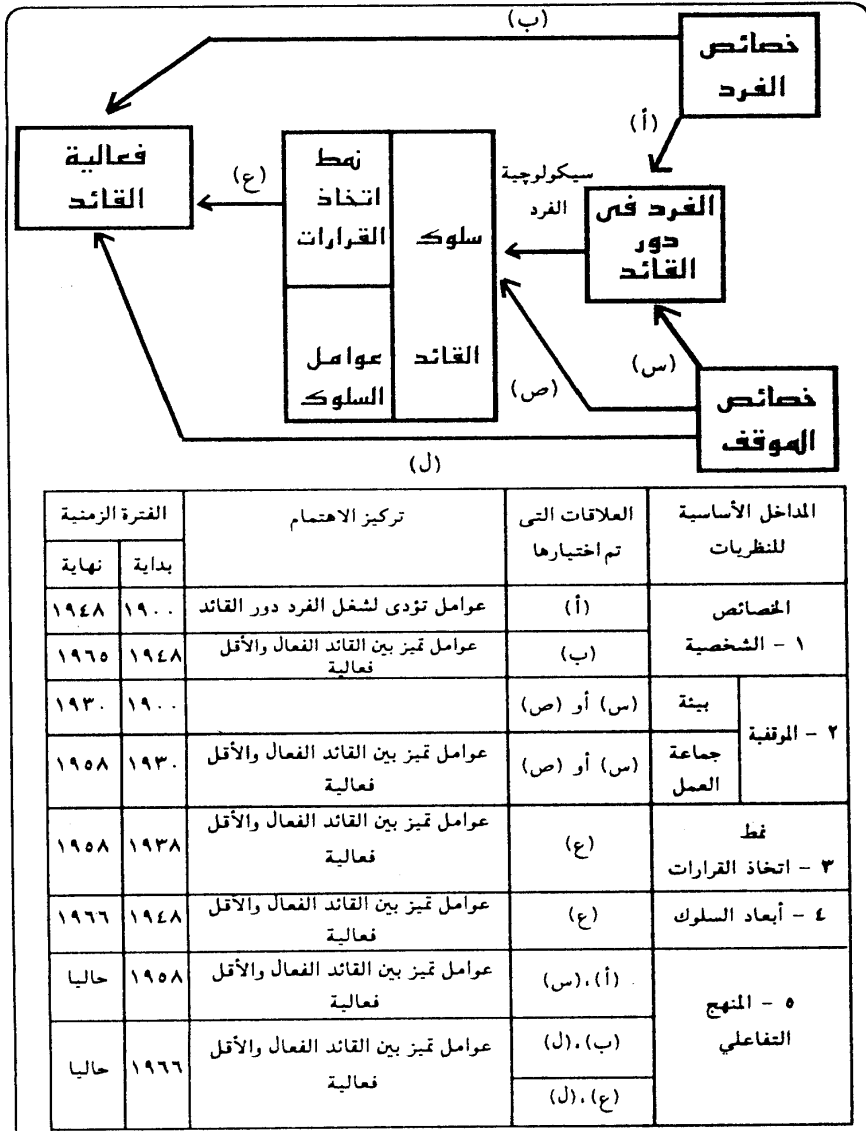 (ب)
خصائص
الفرد
(أ)
فعالية
القائد
(ع)
نمط
اتخاذ
القرارات
سلوك
القائد
عوامل
السلوك
سيكولوچية
الفرد
الفرد فى
دور
القائد
(س)
(ص)
خصائص
الموقف
(ل)
المداخل الأساسية للنظريات | العلاقات التى تم اختيارها | تركيز الاهتمام | الفترة الزمنية
بداية | نهاية
الخصائص
١ - الشخصية
(أ) | عوامل تؤدى لشغل الفرد دور القائد | ١٩٠٠ | ١٩٤٨
(ب) | عوامل تميز بين القائد الفعال والأقل فعالية | ١٩٤٨ | ١٩٦٥
٢ - الموقفية
بيئة | (س) أو (ص) | ١٩٠٠ | ١٩٣٠
جماعة العمل | (س) أو (ص) | عوامل تميز بين القائد الفعال والأقل فعالية | ١٩٣٠ | ١٩٥٨
نمط
٣ - اتخاذ القرارات | (ع) | عوامل تميز بين القائد الفعال والأقل فعالية | ١٩٣٨ | ١٩٥٨
٤ - أبعاد السلوك | (ع) | عوامل تميز بين القائد الفعال والأقل فعالية | ١٩٤٨ | ١٩٦٦
٥ - المنهج
التفاعلي
(أ)،(س) | عوامل تميز بين القائد الفعال والأقل فعالية | ١٩٥٨ | حاليا
(ب)،(ل) | عوامل تميز بين القائد الفعال والأقل فعالية | ١٩٦٦ | حاليا
(ع)،(ل)